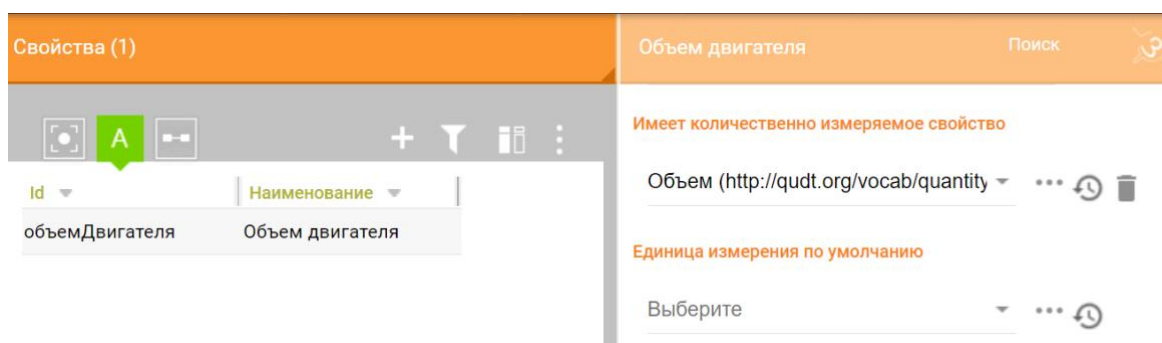 Свойства (1)
Объем двигателя
Поиск
A
Id
Наименование
объемДвигателя
Объем двигателя
Имеет количественно измеряемое свойство
Объем (http://qudt.org/vocab/quantity
Единица измерения по умолчанию
Выберите